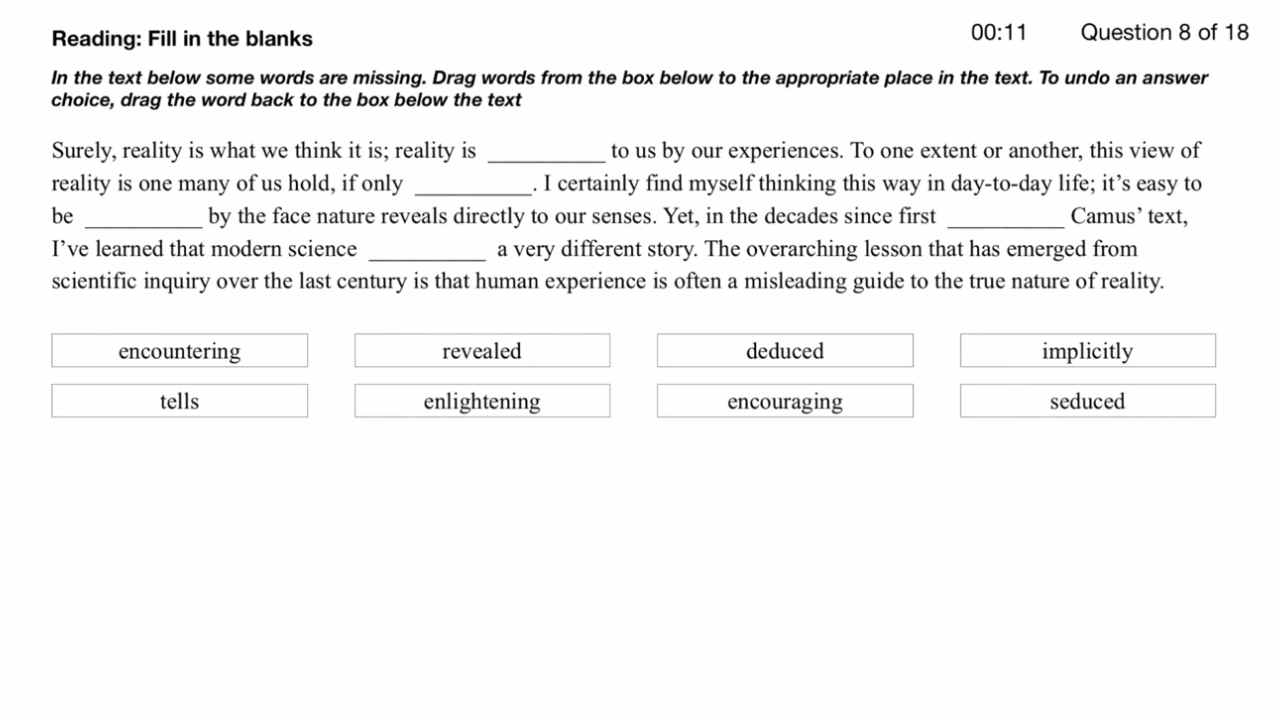 Reading: Fill in the blanks
00:11 Question 8 of 18
In the text below some words are missing. Drag words from the box below to the appropriate place in the text. To undo an answer
choice, drag the word back to the box below the text
Surely, reality is what we think it is; reality is __________ to us by our experiences. To one extent or another, this view of
reality is one many of us hold, if only __________. I certainly find myself thinking this way in day-to-day life; it’s easy to
be __________ by the face nature reveals directly to our senses. Yet, in the decades since first __________ Camus’ text,
I’ve learned that modern science __________ a very different story. The overarching lesson that has emerged from
scientific inquiry over the last century is that human experience is often a misleading guide to the true nature of reality.
encountering revealed deduced implicitly
tells enlightening encouraging seduced